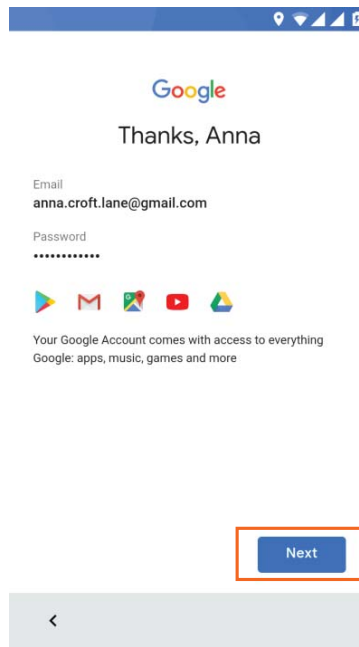 Google
Thanks, Anna
Email
anna.croft.lane@gmail.com
Password
••••••••••••
Your Google Account comes with access to everything
Google: apps, music, games and more
Next